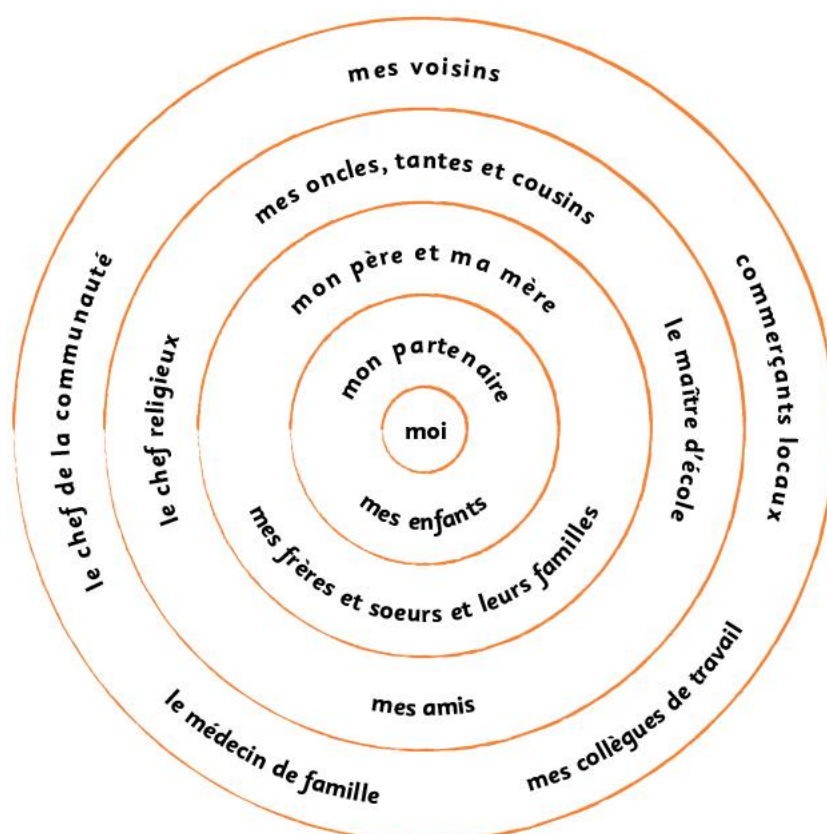 mes voisins
mes oncles, tantes et cousins
mon père et ma mère
mon partenaire
moi
mes enfants
mes frères et soeurs et leurs familles
mes amis
le chef de la communauté
le chef religieux
le maître d'école
commerçants locaux
le médecin de famille
mes collègues de travail